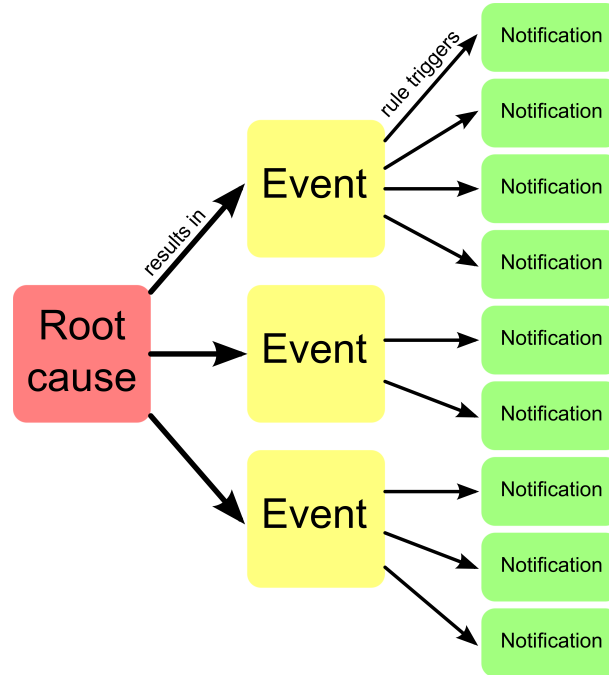 Root
cause
results in
Event
Event
Event
rule triggers
Notification
Notification
Notification
Notification
Notification
Notification
Notification
Notification
Notification